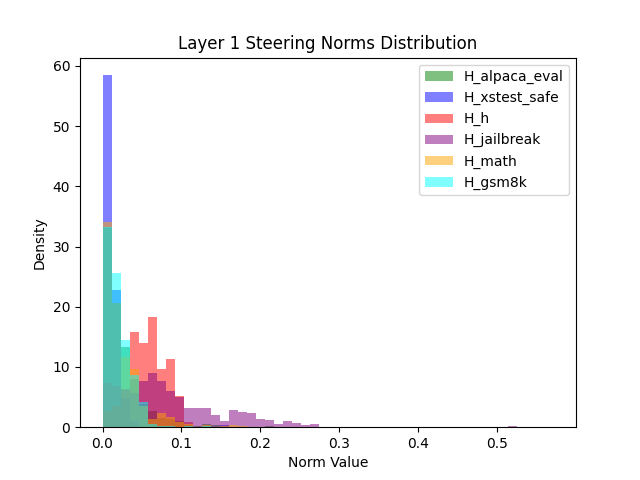 Layer 1 Steering Norms Distribution
H_alpaca_eval
H_xstest_safe
H_h
H_jailbreak
H_math
H_gsm8k
Density
60
50
40
30
20
10
0
0.0 0.1 0.2 0.3 0.4 0.5
Norm Value